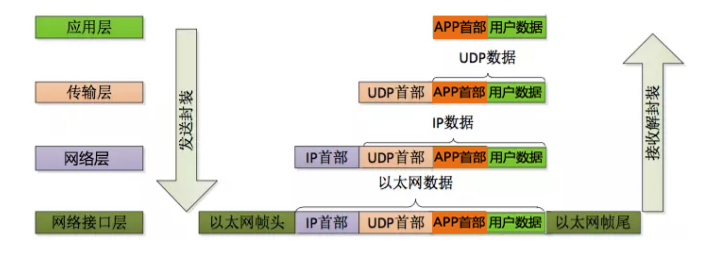 应用层 APP首部 用户数据
UDP数据
传输层 UDP首部 APP首部 用户数据
IP数据
网络层 IP首部 UDP首部 APP首部 用户数据
以太网数据
网络接口层 以太网帧头 IP首部 UDP首部 APP首部 用户数据 以太网帧尾
发送封装
接收解封装